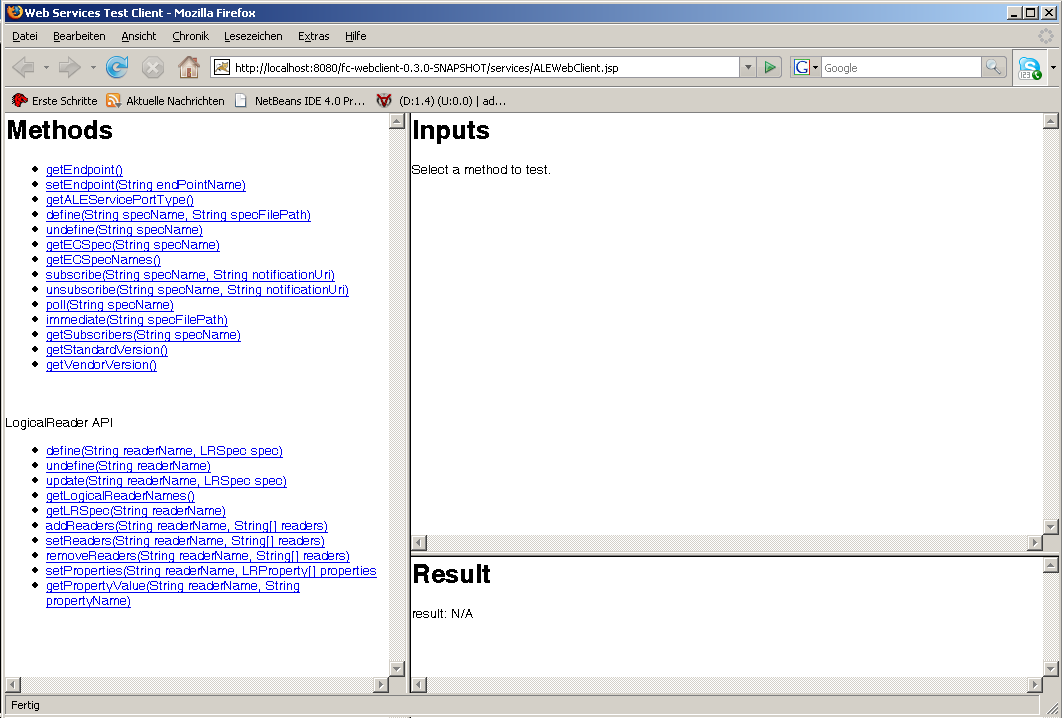 Web Services Test Client - Mozilla Firefox
Datei Bearbeiten Ansicht Chronik Lesezeichen Extras Hilfe
http://localhost:8080/fc-webclient-0.3.0-SNAPSHOT/services/ALEWebClient.jsp
G Google
Erste Schritte Aktuelle Nachrichten NetBeans IDE 4.0 Pr... (D:1.4) (U:0.0) | ad...
Methods
getEndpoint()
setEndpoint(String endPointName)
getALEServicePortType()
define(String specName, String specFilePath)
undefine(String specName)
getECSpec(String specName)
getECSpecNames()
subscribe(String specName, String notificationUri)
unsubscribe(String specName, String notificationUri)
poll(String specName)
immediate(String specFilePath)
getSubscribers(String specName)
getStandardVersion()
getVendorVersion()
LogicalReader API
define(String readerName, LRSpec spec)
undefine(String readerName)
update(String readerName, LRSpec spec)
getLogicalReaderNames()
getLRSpec(String readerName)
addReaders(String readerName, String[] readers)
setReaders(String readerName, String[] readers)
removeReaders(String readerName, String[] readers)
setProperties(String readerName, LRProperty[] properties
getPropertyValue(String readerName, String
propertyName)
Inputs
Select a method to test.
Result
result: N/A
Fertig